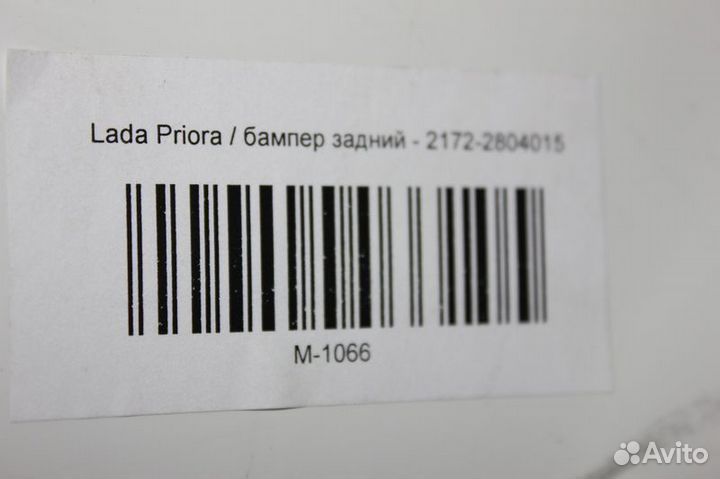 Lada Priora / бампер задний - 2172-2804015
M-1066
Avito